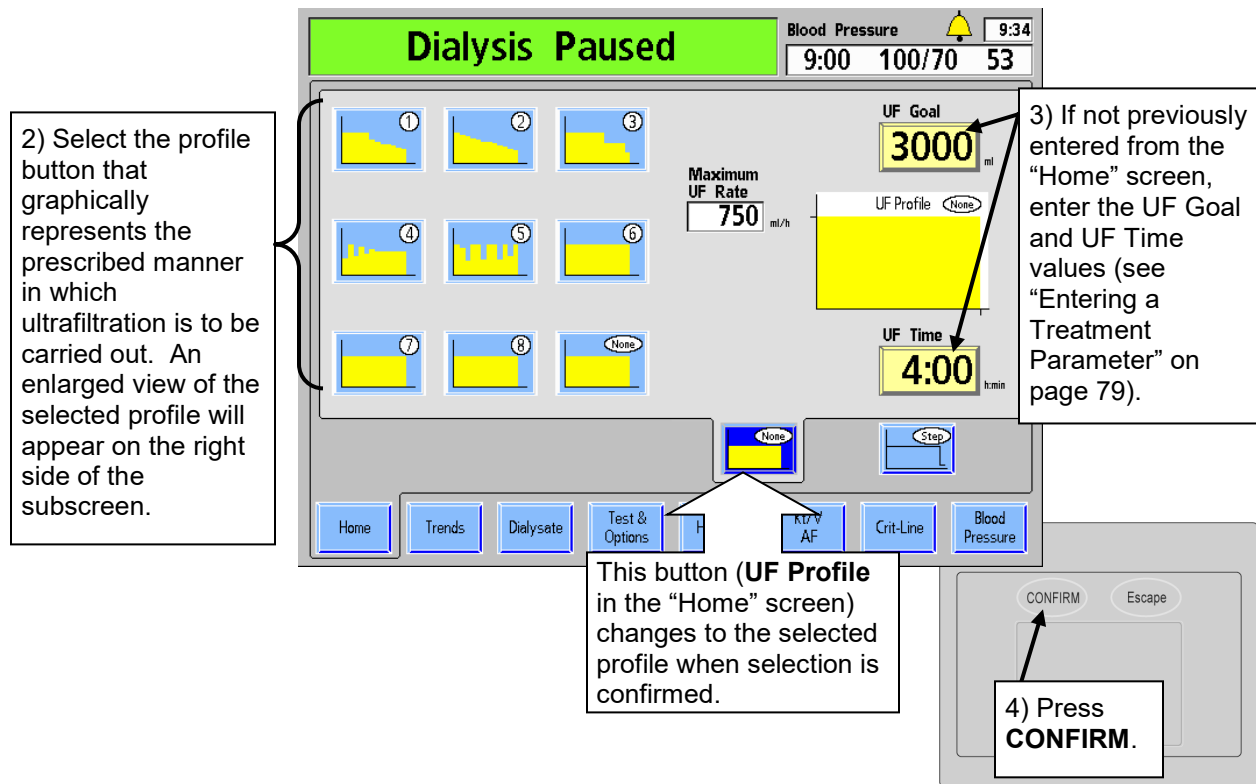 Dialysis Paused
Blood Pressure
9:34
9:00 100/70 53
2) Select the profile
button that
graphically
represents the
prescribed manner
in which
ultrafiltration is to be
carried out. An
enlarged view of the
selected profile will
appear on the right
side of the
subscreen.
1
2
3
4
5
6
7
8
None
Maximum
UF Rate
750 ml/h
UF Goal
3000 ml
UF Profile None
UF Time
4:00 h:min
3) If not previously
entered from the
“Home” screen,
enter the UF Goal
and UF Time
values (see
“Entering a
Treatment
Parameter” on
page 79).
None
Step
Home
Trends
Dialysate
Test &
Options
H
Kt/V
AF
Crit-Line
Blood
Pressure
This button (UF Profile
in the “Home” screen)
changes to the selected
profile when selection is
confirmed.
CONFIRM
Escape
4) Press
CONFIRM.